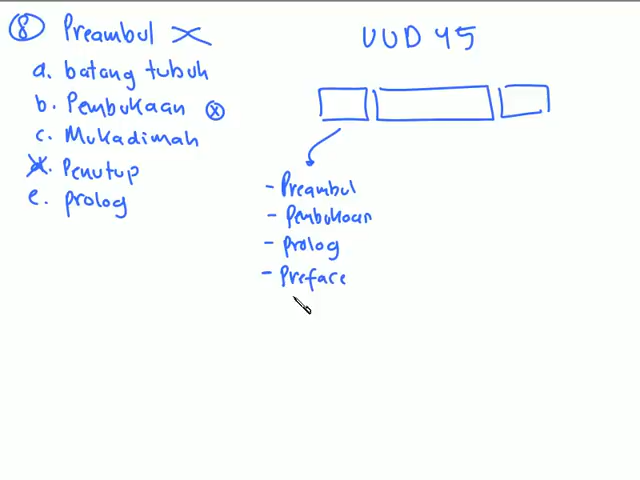 8 Preambul X
a. batang tubuh
b. Pembukaan ⓧ
c. Mukadimah
d. Penutup
e. prolog
UUD 45
- Preambul
- Pembukaan
- prolog
- Preface